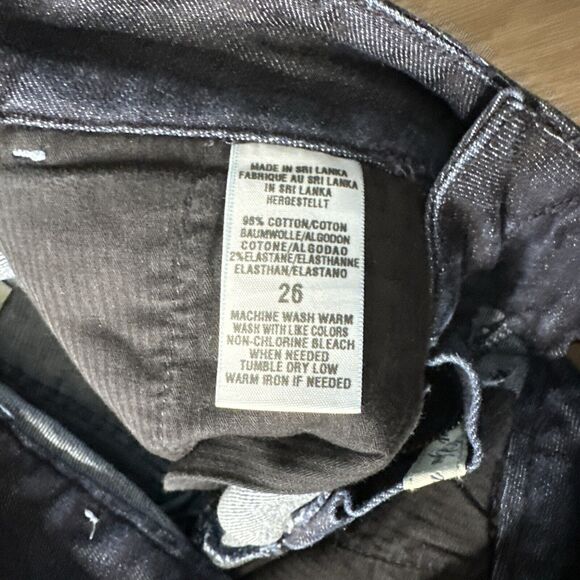 MADE IN SRI LANKA
FABRIQUE AU SRI LANKA
IN SRI LANKA
HERGESTELLT
98% COTTON/COTON
BAUMWOLLE/ALGODON
COTONE/ALGODAO
2% ELASTANE/ELASTHANNE
ELASTHAN/ELASTANO
26
MACHINE WASH WARM
WASH WITH LIKE COLORS
NON-CHLORINE BLEACH
WHEN NEEDED
TUMBLE DRY LOW
WARM IRON IF NEEDED